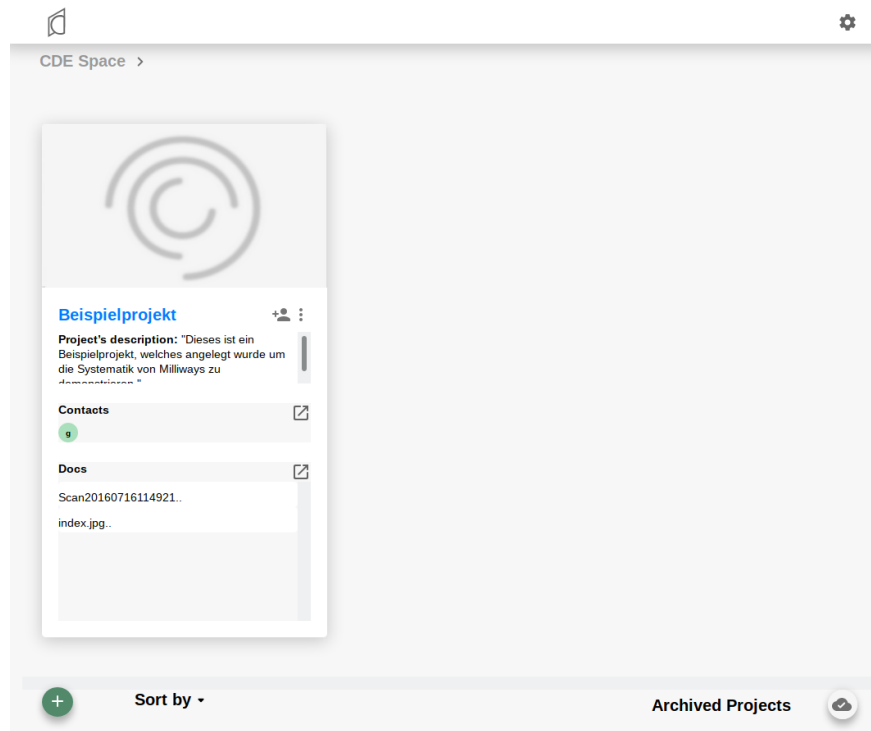 CDE Space
Beispielprojekt
Project's description: "Dieses ist ein
Beispielprojekt, welches angelegt wurde um
die Systematik von Milliways zu
demonstrieren."
Contacts
g
Docs
Scan20160716114921..
index.jpg..
Sort by
Archived Projects